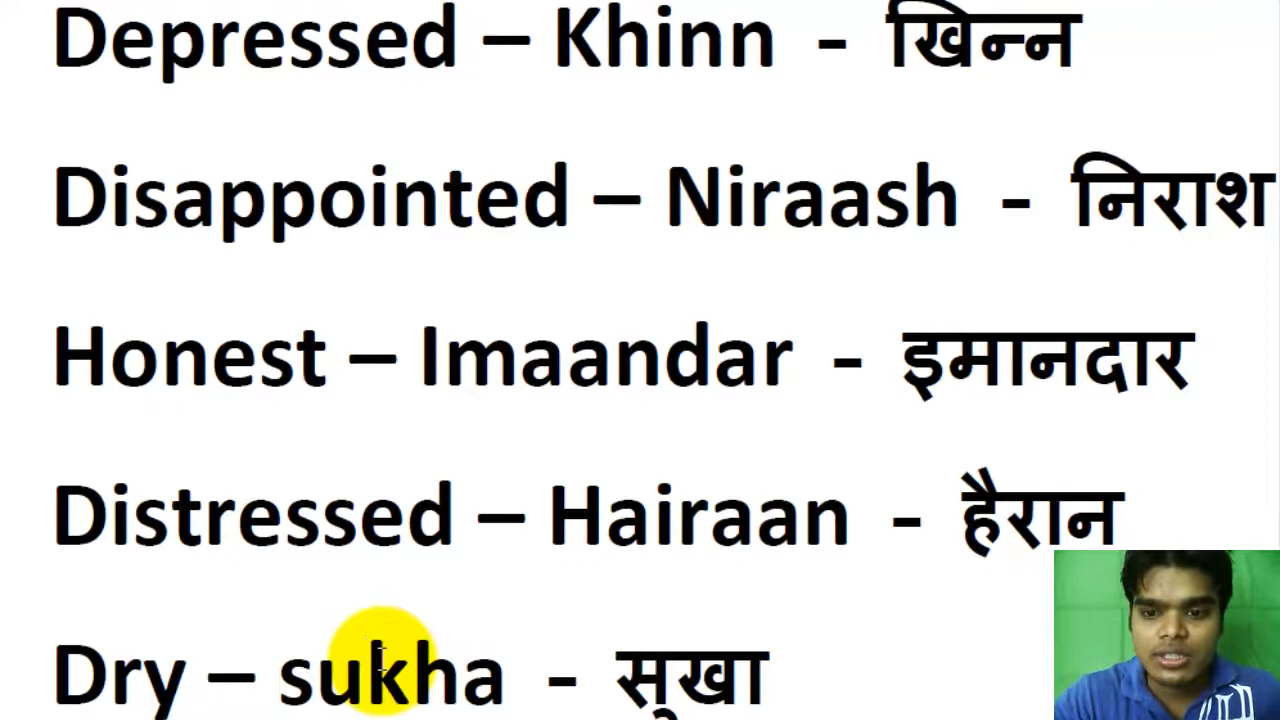 Depressed – Khinn - खिन्न
Disappointed – Niraash - निराश
Honest – Imaandar - इमानदार
Distressed – Hairaan - हैरान
Dry – sukha - सुखा